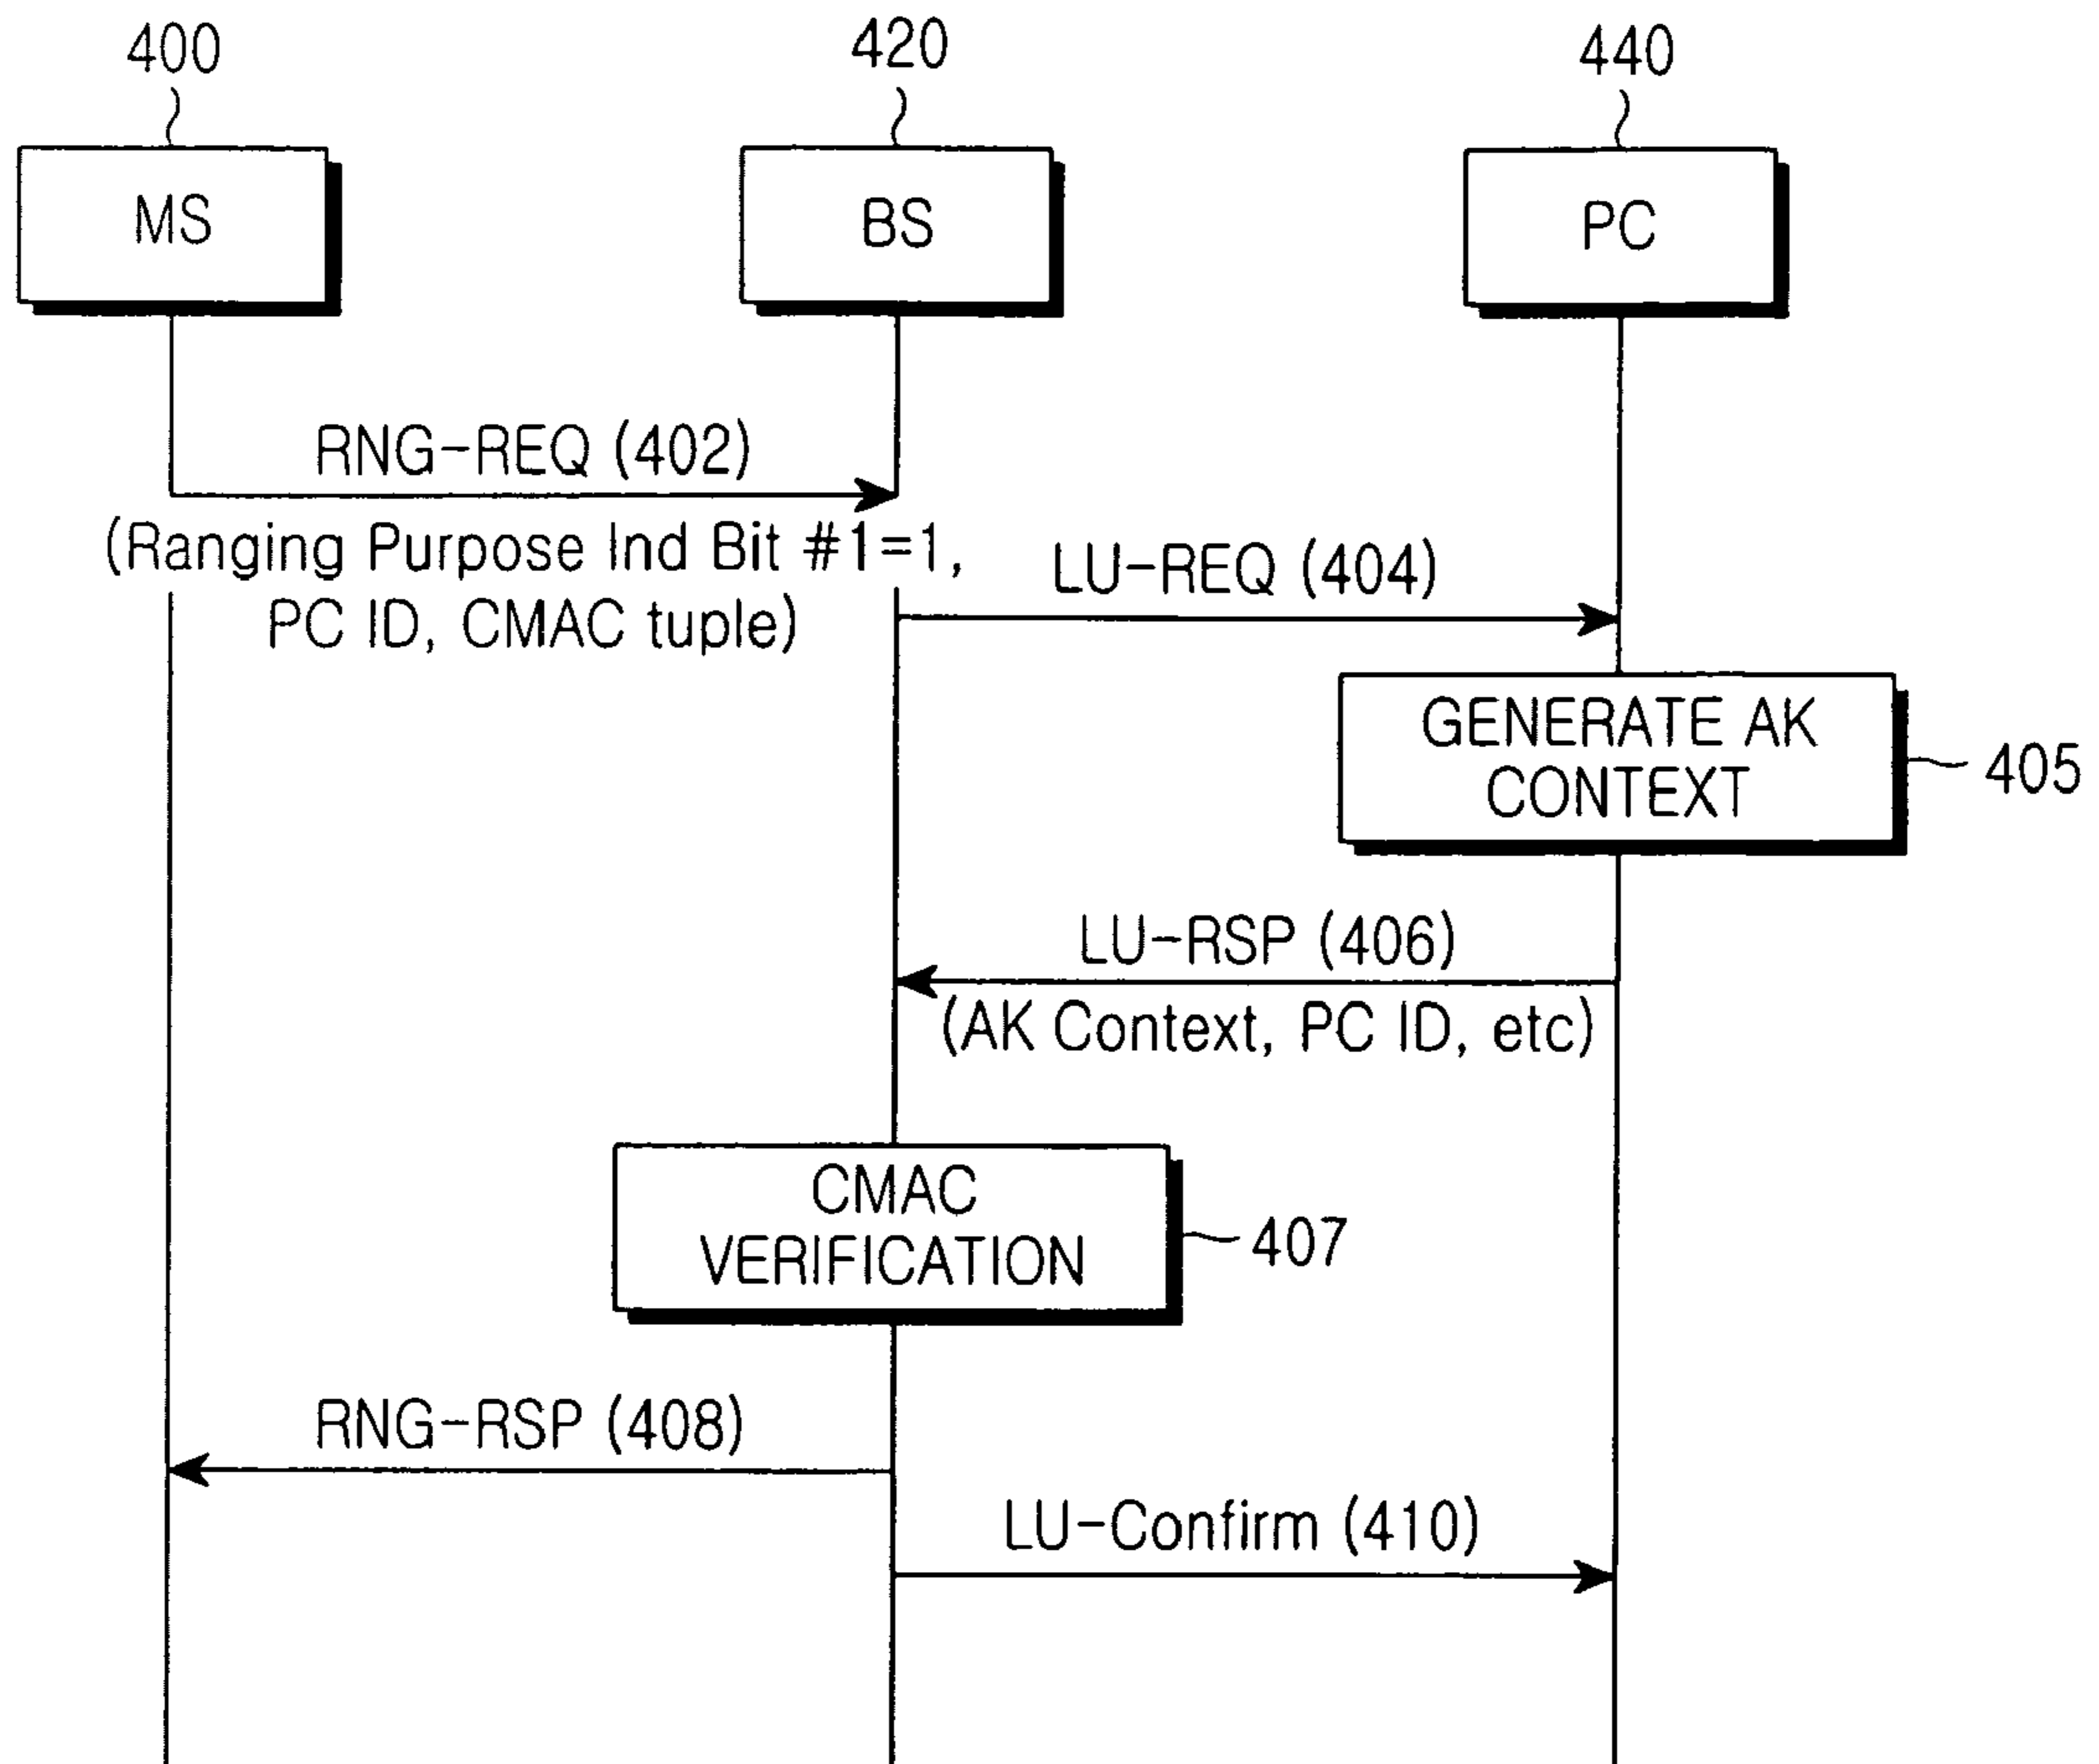 400
420
440
MS
BS
PC
RNG-REQ (402)
(Ranging Purpose Ind Bit #1=1,
PC ID, CMAC tuple)
LU-REQ (404)
GENERATE AK
CONTEXT
405
LU-RSP (406)
(AK Context, PC ID, etc)
CMAC
VERIFICATION
407
RNG-RSP (408)
LU-Confirm (410)